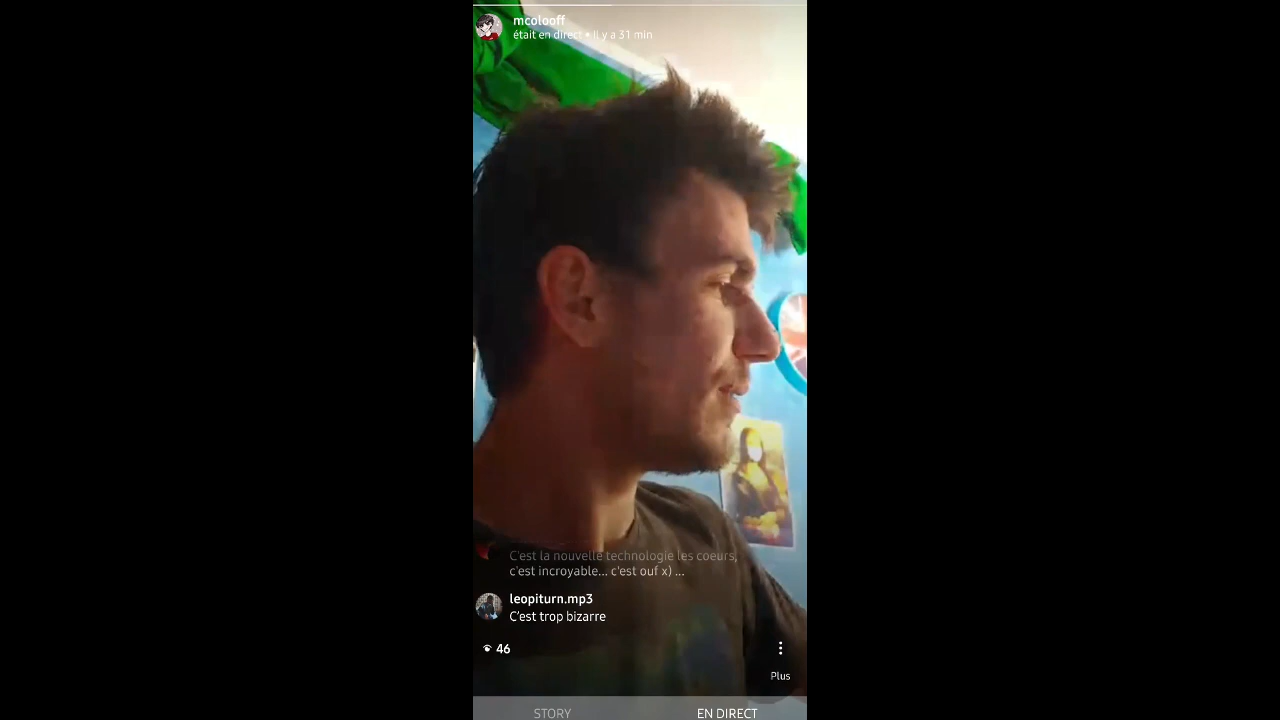 mcolooff
était en direct • Il y a 31 min
C'est la nouvelle technologie les coeurs,
c'est incroyable... c'est ouf x) ...
leopiturn.mp3
C'est trop bizarre
46
Plus
STORY
EN DIRECT